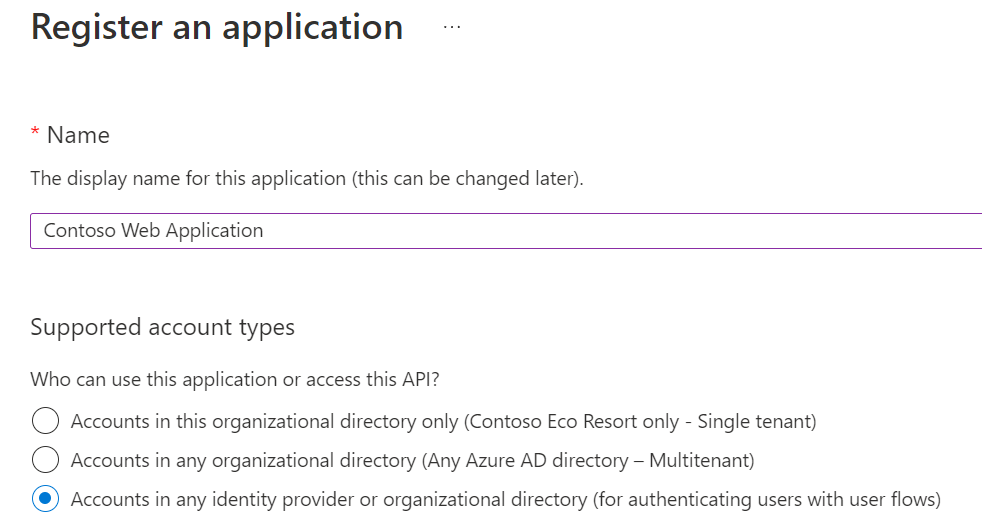 Register an application ...
* Name
The display name for this application (this can be changed later).
Contoso Web Application
Supported account types
Who can use this application or access this API?
Accounts in this organizational directory only (Contoso Eco Resort only - Single tenant)
Accounts in any organizational directory (Any Azure AD directory – Multitenant)
Accounts in any identity provider or organizational directory (for authenticating users with user flows)